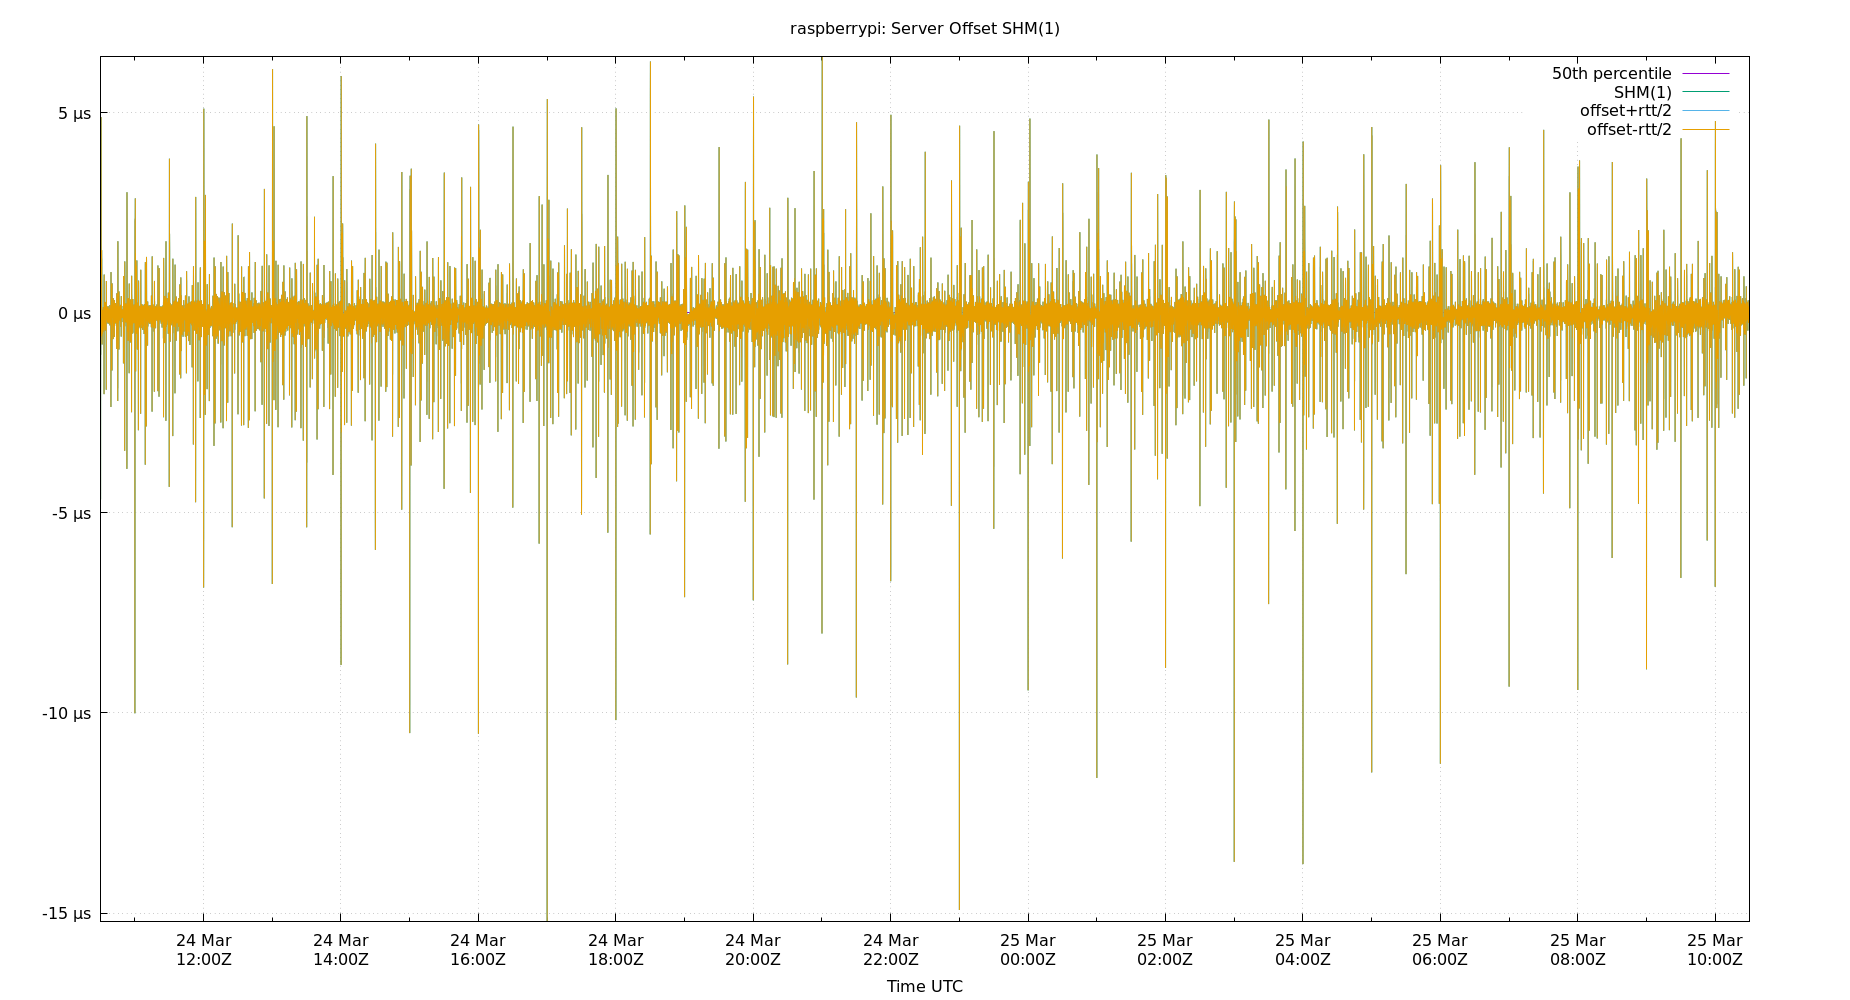 raspberrypi: Server Offset SHM(1)
50th percentile
SHM(1)
offset+rtt/2
offset-rtt/2
5 µs
0 µs
-5 µs
-10 µs
-15 µs
24 Mar 24 Mar 24 Mar 24 Mar 24 Mar 24 Mar 25 Mar 25 Mar 25 Mar 25 Mar 25 Mar 25 Mar
12:00Z 14:00Z 16:00Z 18:00Z 20:00Z 22:00Z 00:00Z 02:00Z 04:00Z 06:00Z 08:00Z 10:00Z
Time UTC